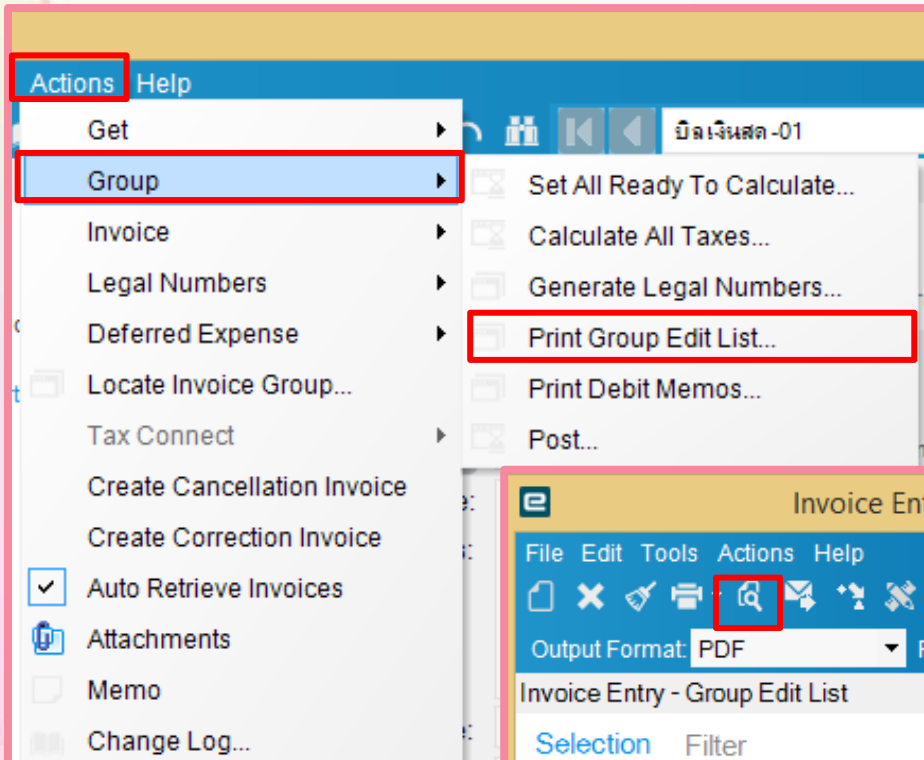 Actions Help
Get
บิลเงินสด-01
Group
Set All Ready To Calculate...
Invoice
Calculate All Taxes...
Legal Numbers
Generate Legal Numbers...
Deferred Expense
Print Group Edit List...
Locate Invoice Group...
Print Debit Memos...
Tax Connect
Post...
Create Cancellation Invoice
Create Correction Invoice
Auto Retrieve Invoices
Attachments
Memo
Change Log...
Invoice Ent
File Edit Tools Actions Help
Output Format: PDF
Invoice Entry - Group Edit List
Selection Filter